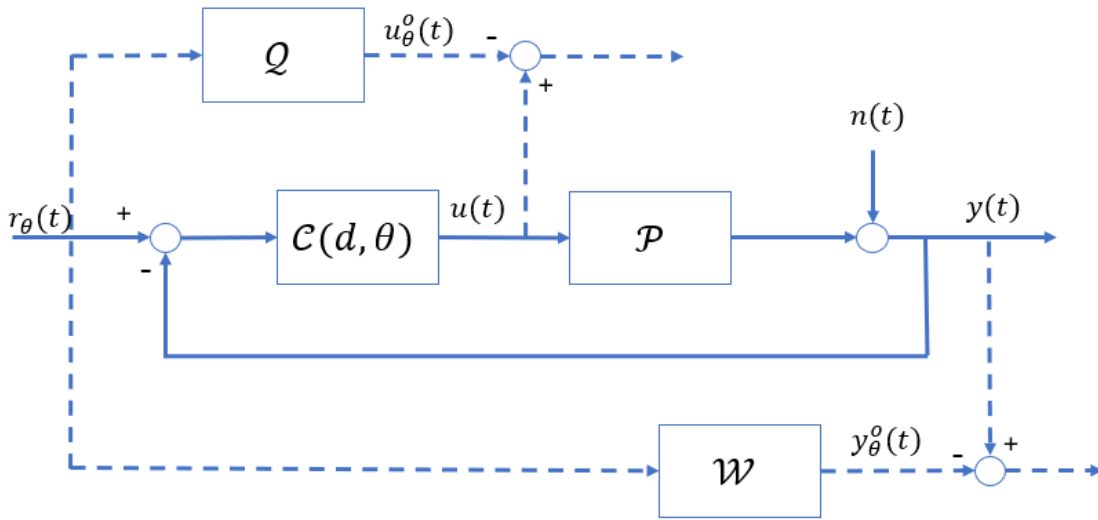 𝒬
u_θ^o(t)
-
+
n(t)
r_θ(t)
+
-
𝒞(d, θ)
u(t)
𝒫
y(t)
𝒲
y_θ^o(t)
-
+